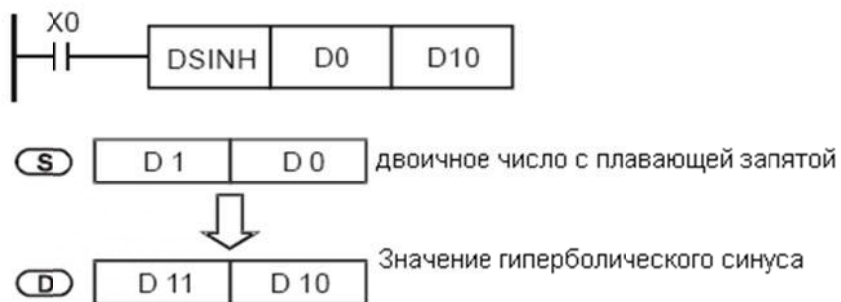 X0
DSINH D0 D10
S D 1 D 0 двоичное число с плавающей запятой
Значение гиперболического синуса
D D 11 D 10